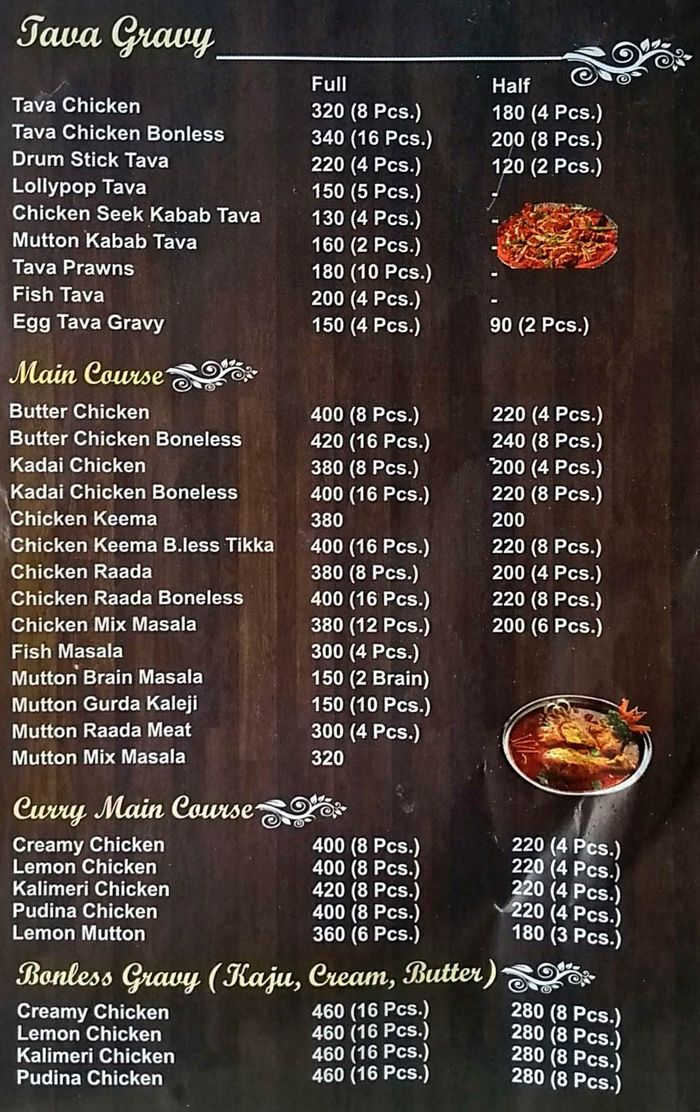 Tava Gravy
Full Half
Tava Chicken 320 (8 Pcs.) 180 (4 Pcs.)
Tava Chicken Bonless 340 (16 Pcs.) 200 (8 Pcs.)
Drum Stick Tava 220 (4 Pcs.) 120 (2 Pcs.)
Lollypop Tava 150 (5 Pcs.) -
Chicken Seek Kabab Tava 130 (4 Pcs.) -
Mutton Kabab Tava 160 (2 Pcs.) -
Tava Prawns 180 (10 Pcs.) -
Fish Tava 200 (4 Pcs.) -
Egg Tava Gravy 150 (4 Pcs.) 90 (2 Pcs.)
Main Course
Butter Chicken 400 (8 Pcs.) 220 (4 Pcs.)
Butter Chicken Boneless 420 (16 Pcs.) 240 (8 Pcs.)
Kadai Chicken 380 (8 Pcs.) 200 (4 Pcs.)
Kadai Chicken Boneless 400 (16 Pcs.) 220 (8 Pcs.)
Chicken Keema 380 200
Chicken Keema B.less Tikka 400 (16 Pcs.) 220 (8 Pcs.)
Chicken Raada 380 (8 Pcs.) 200 (4 Pcs.)
Chicken Raada Boneless 400 (16 Pcs.) 220 (8 Pcs.)
Chicken Mix Masala 380 (12 Pcs.) 200 (6 Pcs.)
Fish Masala 300 (4 Pcs.)
Mutton Brain Masala 150 (2 Brain)
Mutton Gurda Kaleji 150 (10 Pcs.)
Mutton Raada Meat 300 (4 Pcs.)
Mutton Mix Masala 320
Curry Main Course
Creamy Chicken 400 (8 Pcs.) 220 (4 Pcs.)
Lemon Chicken 400 (8 Pcs.) 220 (4 Pcs.)
Kalimeri Chicken 420 (8 Pcs.) 220 (4 Pcs.)
Pudina Chicken 400 (8 Pcs.) 220 (4 Pcs.)
Lemon Mutton 360 (6 Pcs.) 180 (3 Pcs.)
Bonless Gravy (Kaju, Cream, Butter)
Creamy Chicken 460 (16 Pcs.) 280 (8 Pcs.)
Lemon Chicken 460 (16 Pcs.) 280 (8 Pcs.)
Kalimeri Chicken 460 (16 Pcs.) 280 (8 Pcs.)
Pudina Chicken 460 (16 Pcs.) 280 (8 Pcs.)